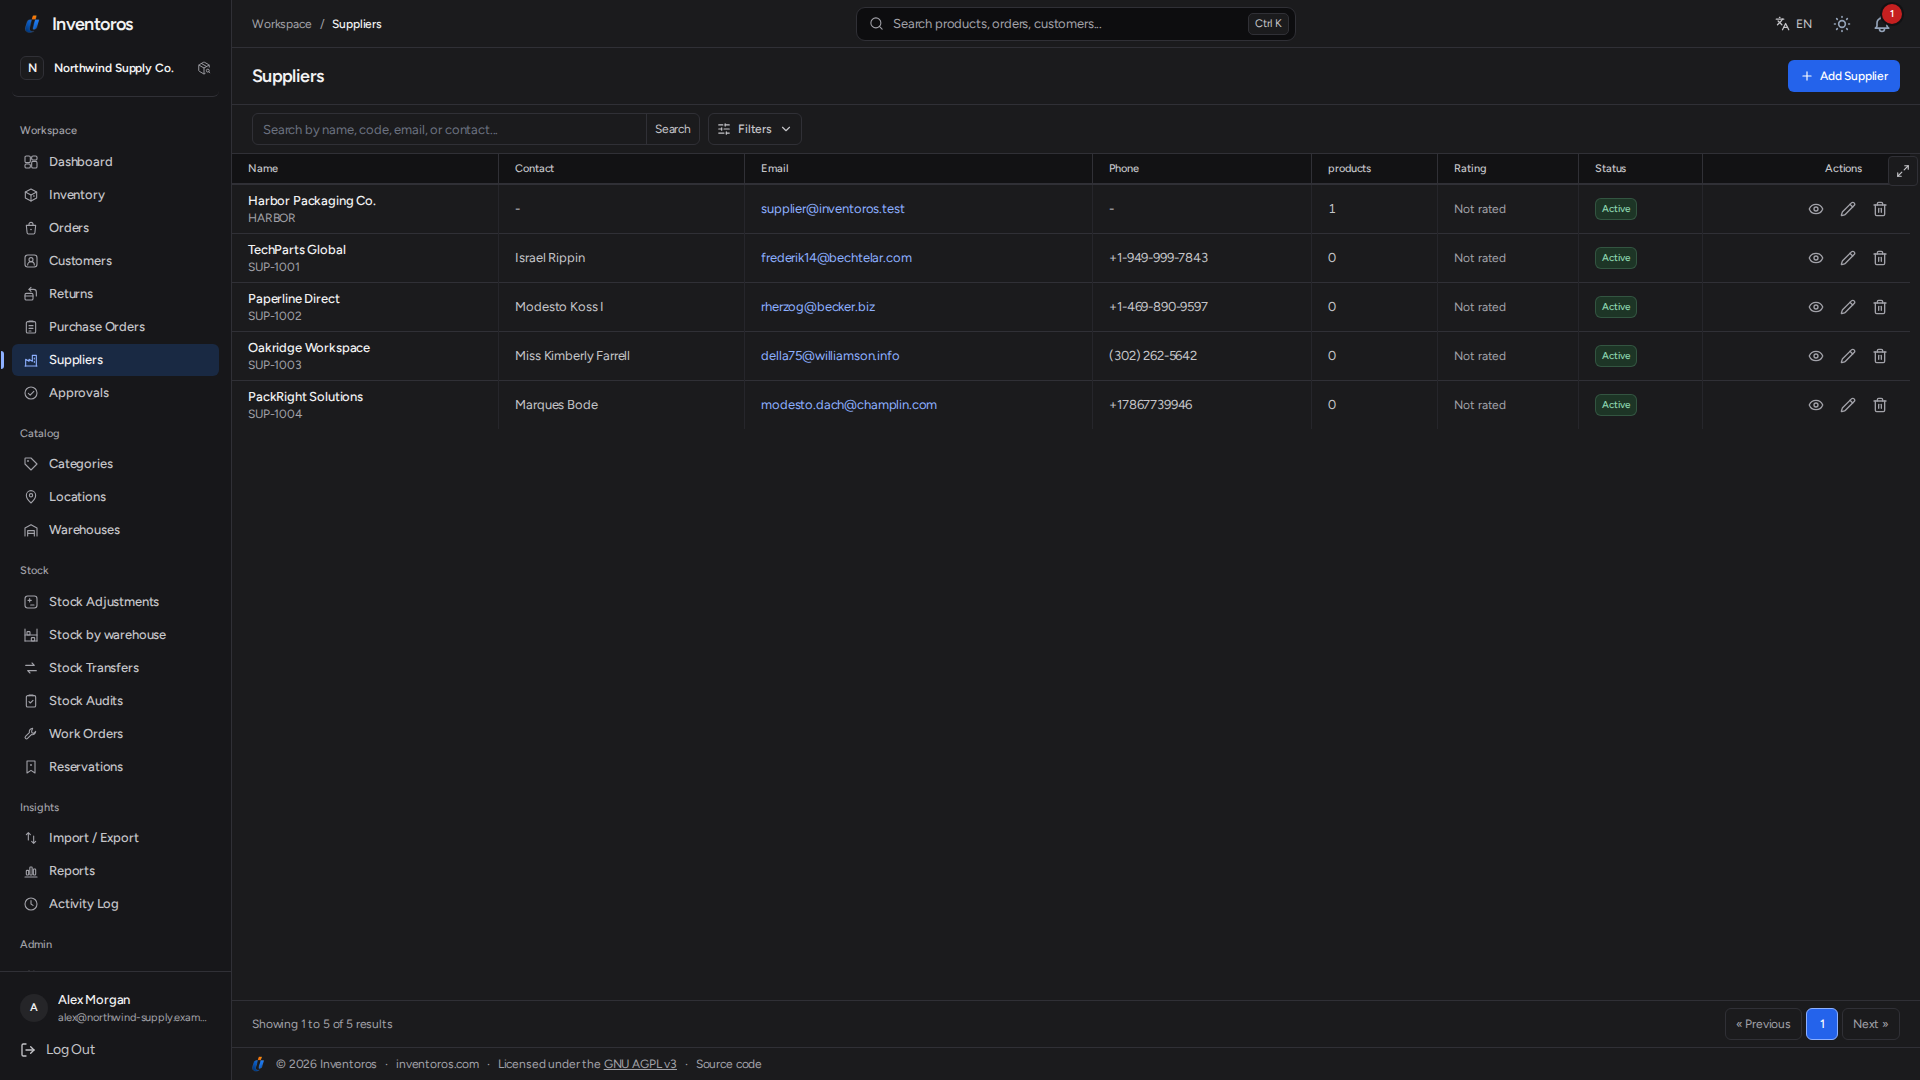 Inventoros
N Northwind Supply Co.
Workspace
Dashboard
Inventory
Orders
Customers
Returns
Purchase Orders
Suppliers
Approvals
Catalog
Categories
Locations
Warehouses
Stock
Stock Adjustments
Stock by warehouse
Stock Transfers
Stock Audits
Work Orders
Reservations
Insights
Import / Export
Reports
Activity Log
Admin
A Alex Morgan
alex@northwind-supply.exam...
Log Out
Workspace / Suppliers
Search products, orders, customers... Ctrl K
EN 1
Suppliers
Add Supplier
Search by name, code, email, or contact... Search Filters
Name Contact Email Phone products Rating Status Actions
Harbor Packaging Co.
HARBOR
- supplier@inventoros.test - 1 Not rated Active
TechParts Global
SUP-1001
Israel Rippin frederik14@bechtelar.com +1-949-999-7843 0 Not rated Active
Paperline Direct
SUP-1002
Modesto Koss I rherzog@becker.biz +1-469-890-9597 0 Not rated Active
Oakridge Workspace
SUP-1003
Miss Kimberly Farrell della75@williamson.info (302) 262-5642 0 Not rated Active
PackRight Solutions
SUP-1004
Marques Bode modesto.dach@champlin.com +17867739946 0 Not rated Active
Showing 1 to 5 of 5 results
« Previous 1 Next »
© 2026 Inventoros · inventoros.com · Licensed under the GNU AGPL v3 · Source code